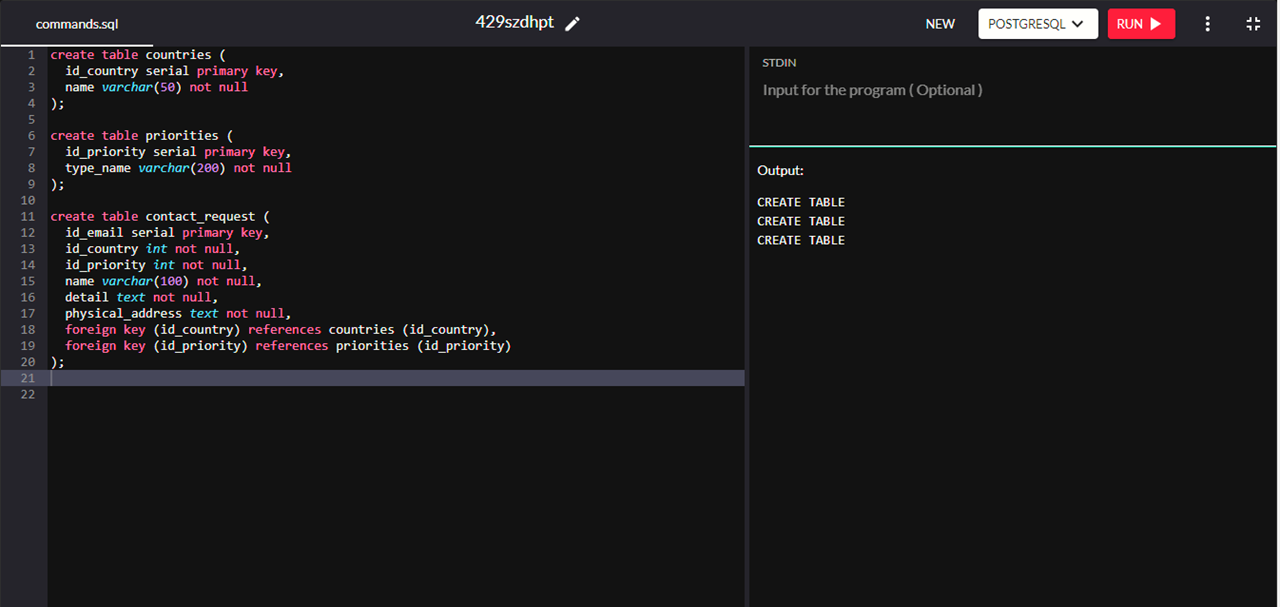 commands.sql
429szdhpt
NEW
POSTGRESQL
RUN
1 create table countries (
2   id_country serial primary key,
3   name varchar(50) not null
4 );
5
6 create table priorities (
7   id_priority serial primary key,
8   type_name varchar(200) not null
9 );
10
11 create table contact_request (
12   id_email serial primary key,
13   id_country int not null,
14   id_priority int not null,
15   name varchar(100) not null,
16   detail text not null,
17   physical_address text not null,
18   foreign key (id_country) references countries (id_country),
19   foreign key (id_priority) references priorities (id_priority)
20 );
21
22
STDIN
Input for the program ( Optional )
Output:
CREATE TABLE
CREATE TABLE
CREATE TABLE